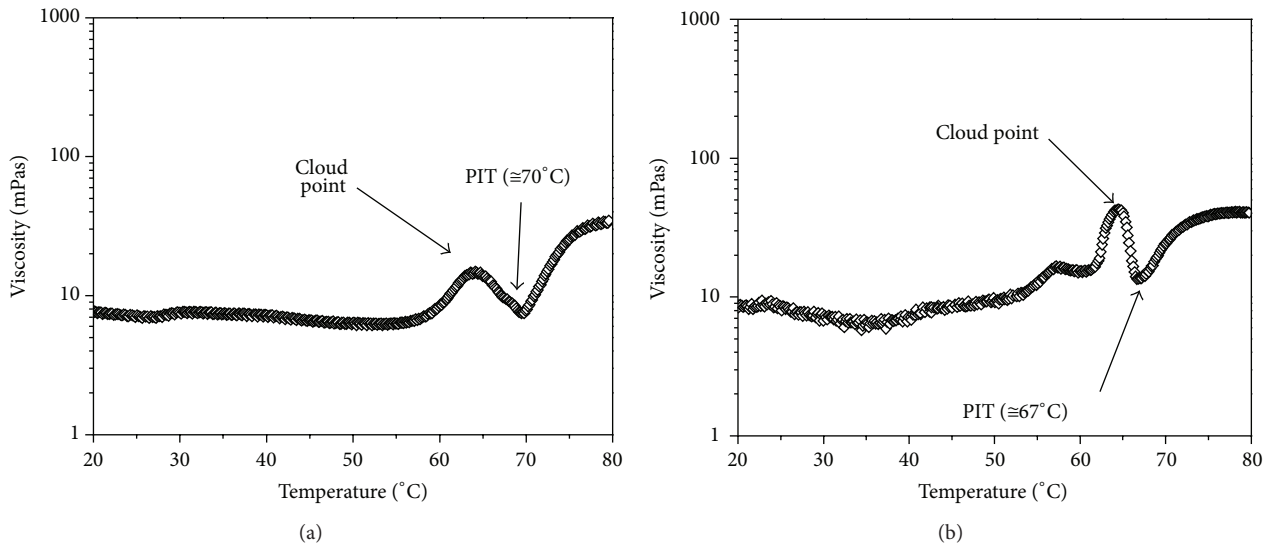 1000
100
10
1
Viscosity (mPas)
Cloud
point
PIT (≅70°C)
20 30 40 50 60 70 80
Temperature (°C)
(a)
1000
100
10
1
Viscosity (mPas)
Cloud point
PIT (≅67°C)
20 30 40 50 60 70 80
Temperature (°C)
(b)